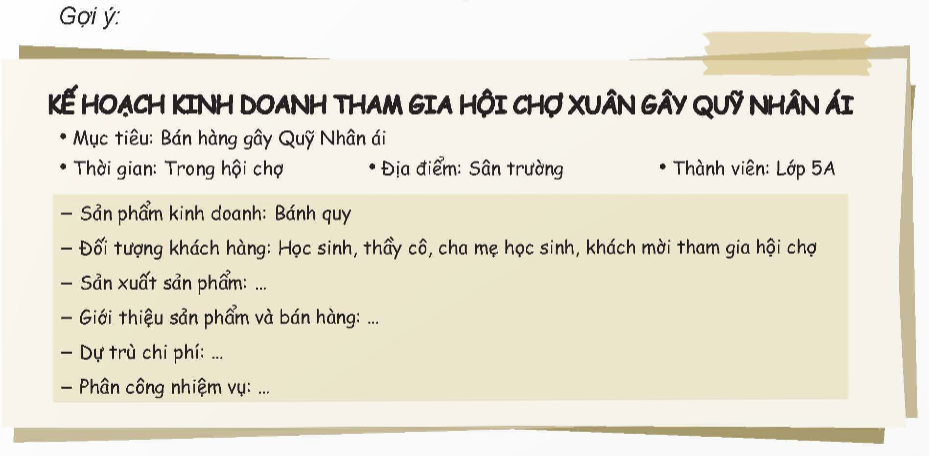 Gợi ý:
KẾ HOẠCH KINH DOANH THAM GIA HỘI CHỢ XUÂN GÂY QUỸ NHÂN ÁI
• Mục tiêu: Bán hàng gây Quỹ Nhân ái
• Thời gian: Trong hội chợ • Địa điểm: Sân trường • Thành viên: Lớp 5A
– Sản phẩm kinh doanh: Bánh quy
– Đối tượng khách hàng: Học sinh, thầy cô, cha mẹ học sinh, khách mời tham gia hội chợ
– Sản xuất sản phẩm: ...
– Giới thiệu sản phẩm và bán hàng: ...
– Dự trù chi phí: ...
– Phân công nhiệm vụ: ...